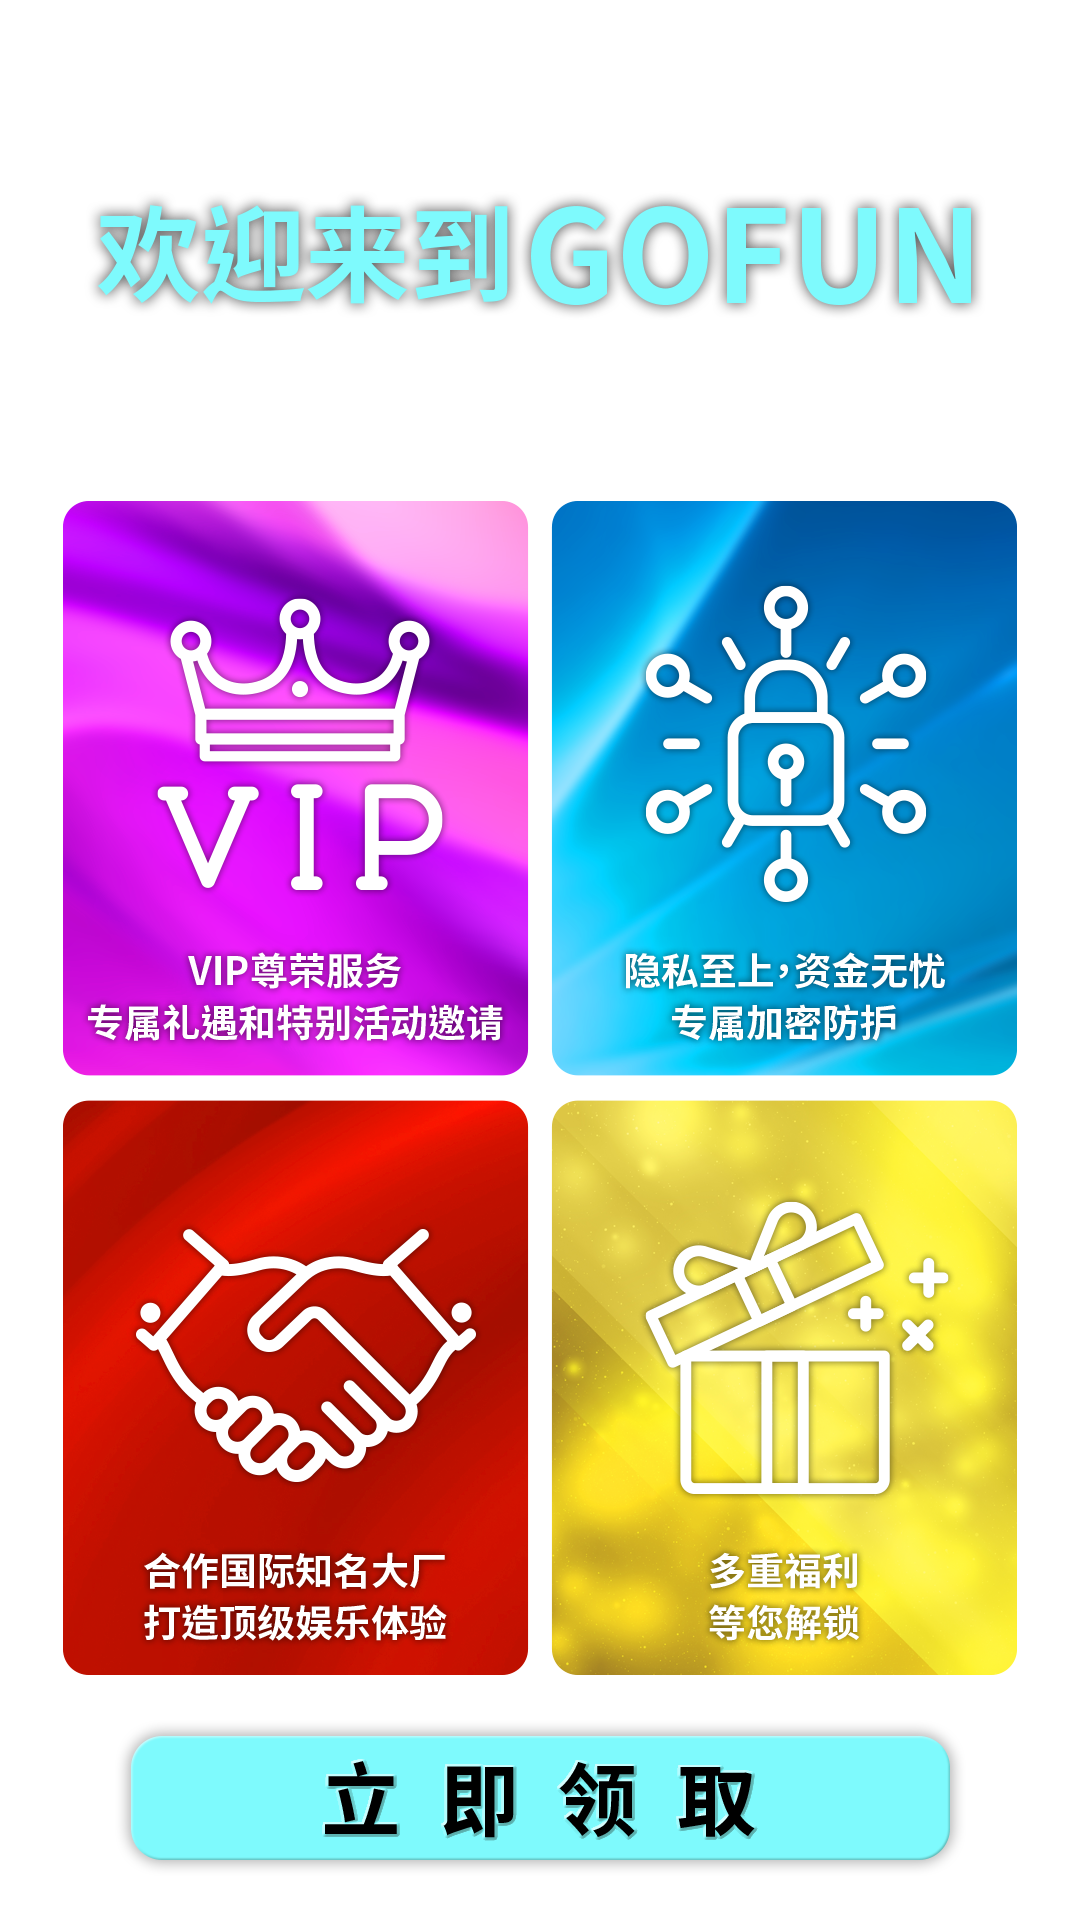 欢迎来到GOFUN
VIP
VIP尊荣服务
专属礼遇和特别活动邀请
隐私至上,资金无忧
专属加密防护
合作国际知名大厂
打造顶级娱乐体验
多重福利
等您解锁
立即领取